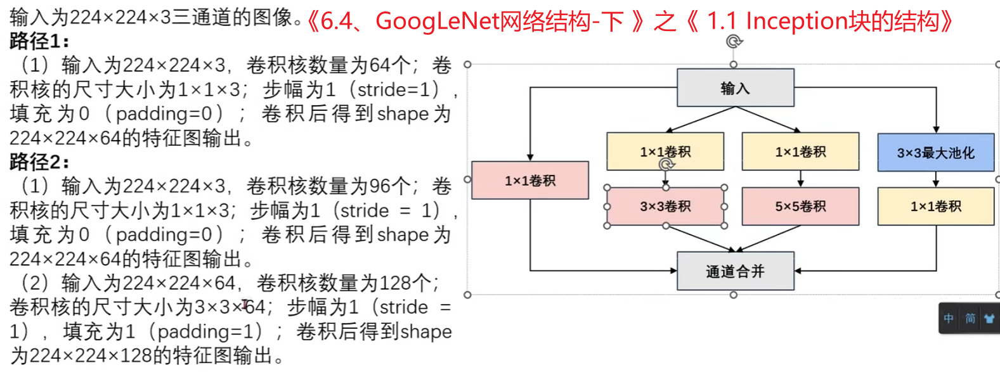 输入为224×224×3三通道的图像。《6.4、GoogLeNet网络结构-下 》之《 1.1 Inception块的结构》
路径1：
（1）输入为224×224×3，卷积核数量为64个；卷
积核的尺寸大小为1×1×3；步幅为1（stride=1），
填充为0（padding=0）；卷积后得到shape为
224×224×64的特征图输出。
路径2：
（1）输入为224×224×3，卷积核数量为96个；卷
积核的尺寸大小为1×1×3；步幅为1（stride = 1），
填充为0（padding=0）；卷积后得到shape为
224×224×64的特征图输出。
（2）输入为224×224×64，卷积核数量为128个；
卷积核的尺寸大小为3×3×64；步幅为1（stride =
1），填充为1（padding=1）；卷积后得到shape
为224×224×128的特征图输出。
输入
1×1卷积
1×1卷积
3×3最大池化
1×1卷积
3×3卷积
5×5卷积
1×1卷积
通道合并
中 简